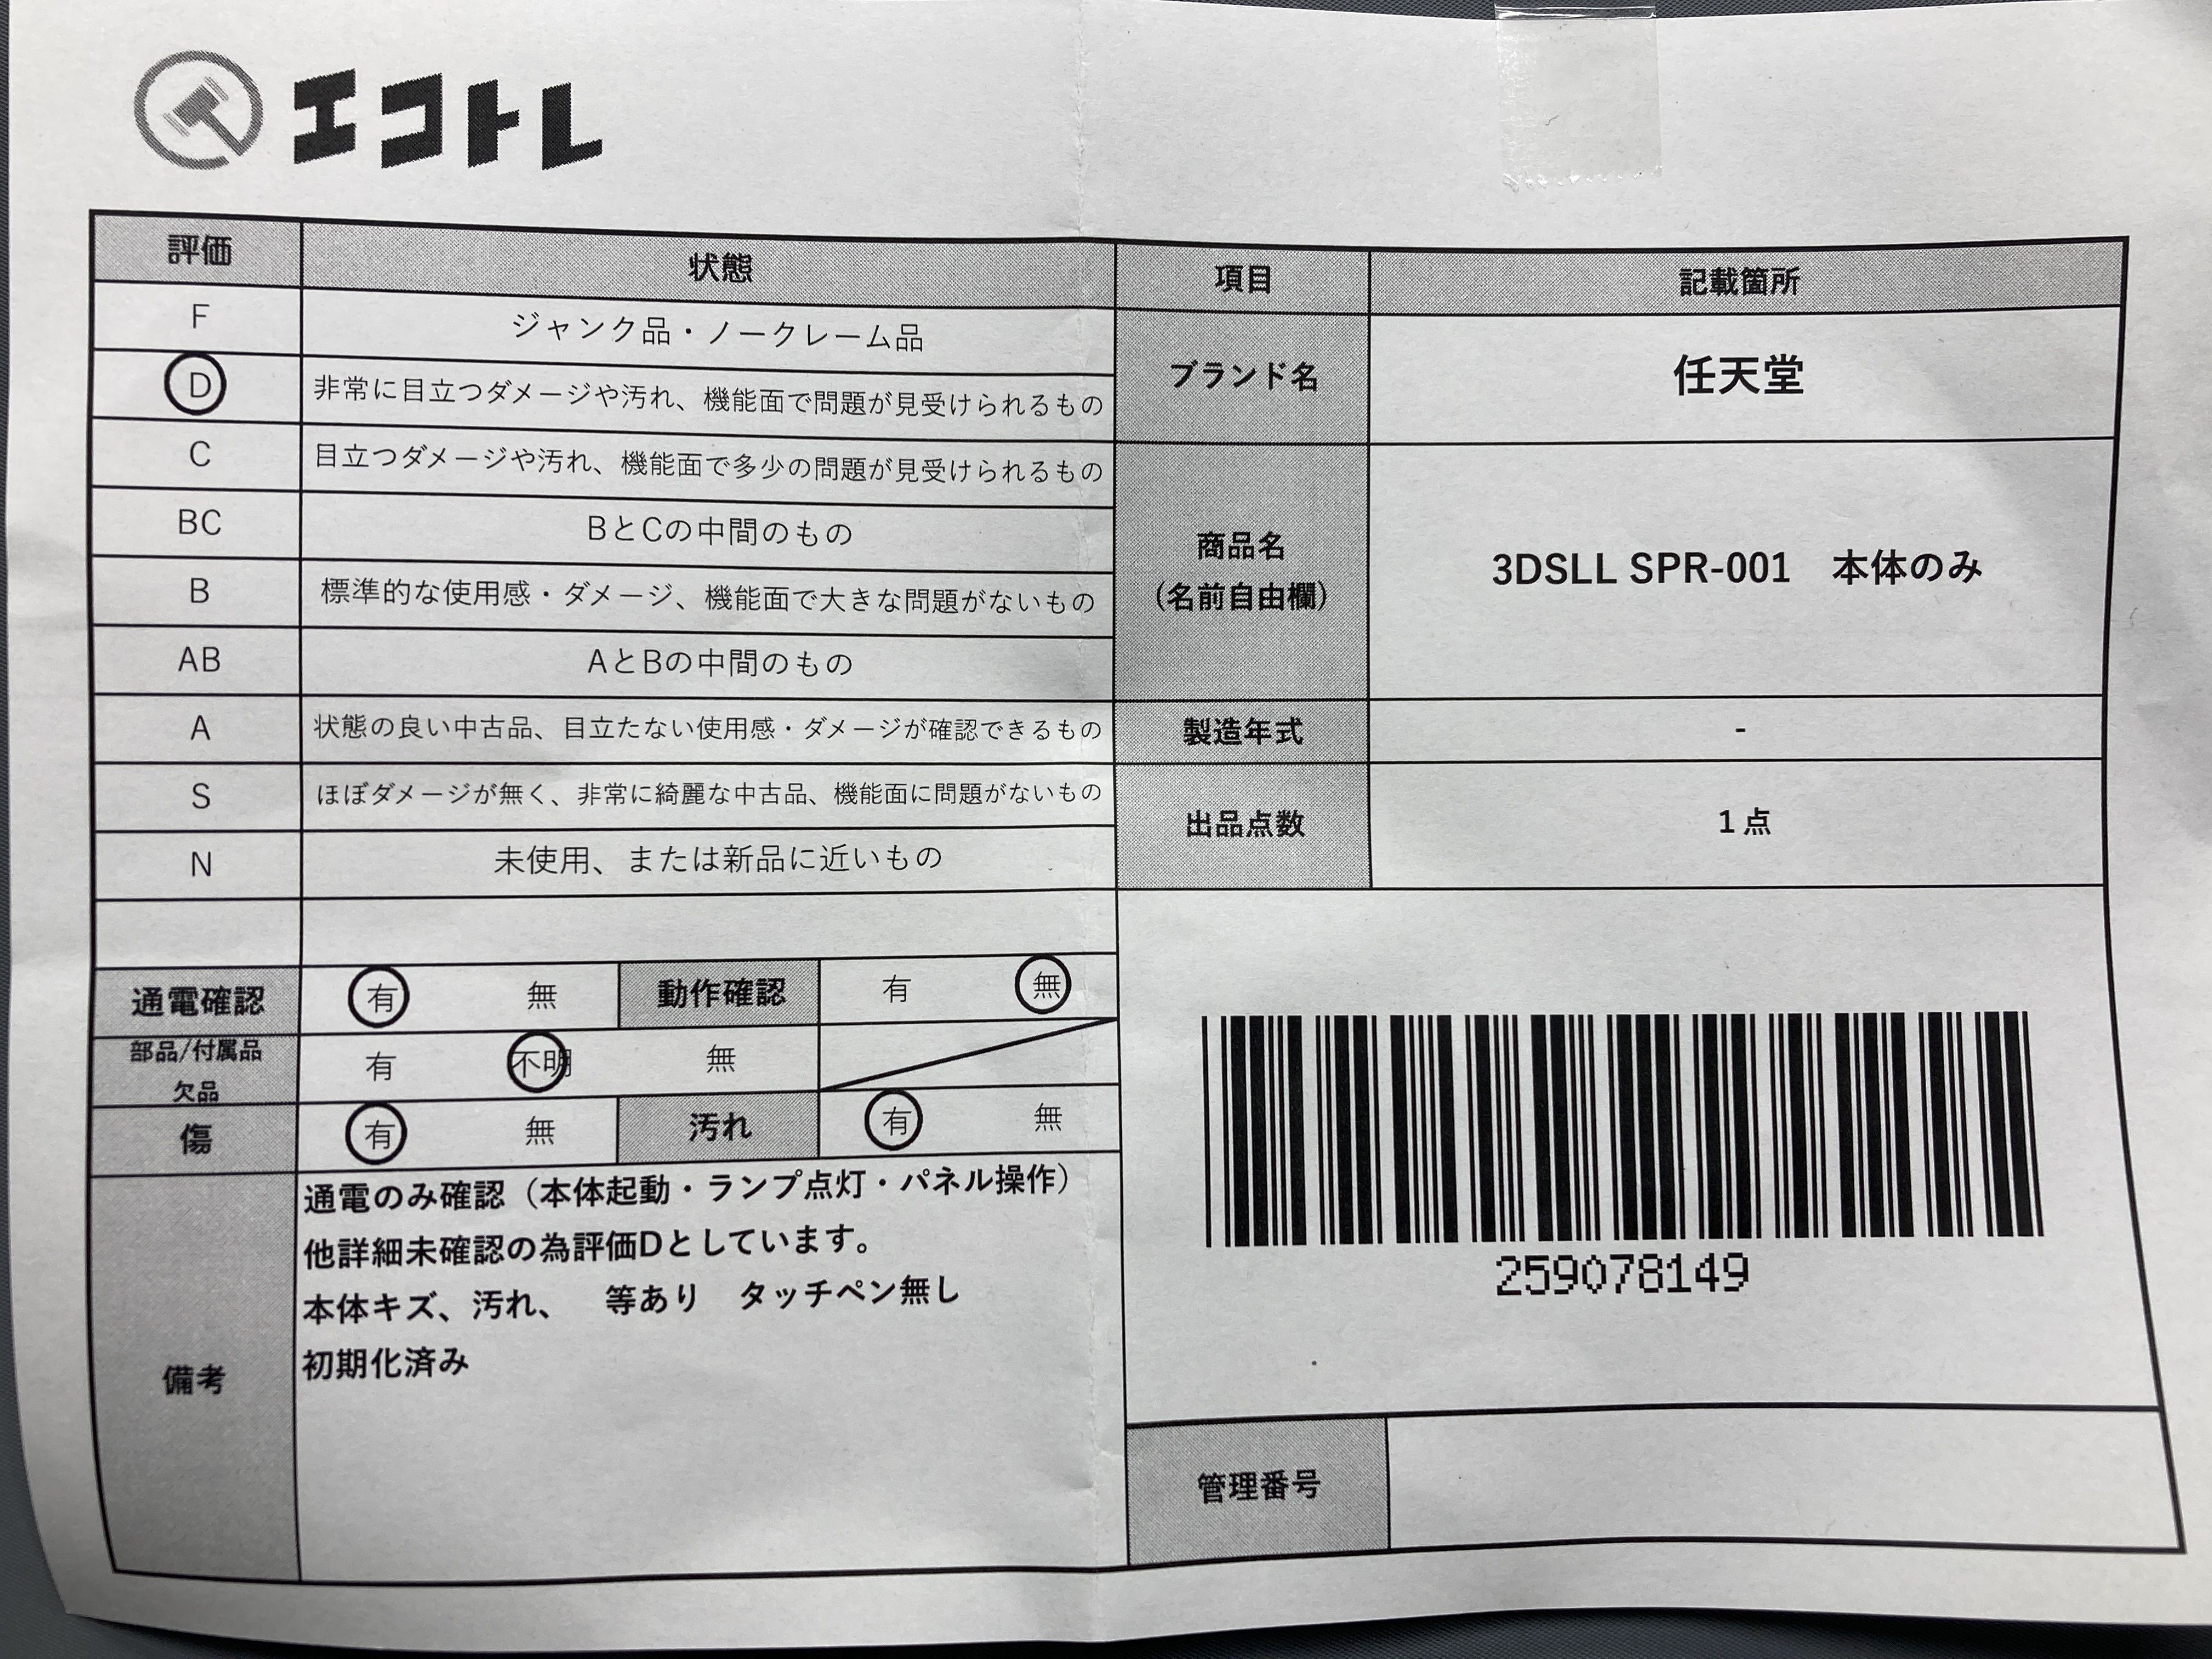 エコトレ
評価 状態
F ジャンク品・ノークレーム品
D 非常に目立つダメージや汚れ、機能面で問題が見受けられるもの
C 目立つダメージや汚れ、機能面で多少の問題が見受けられるもの
BC BとCの中間のもの
B 標準的な使用感・ダメージ、機能面で大きな問題がないもの
AB AとBの中間のもの
A 状態の良い中古品、目立たない使用感・ダメージが確認できるもの
S ほぼダメージが無く、非常に綺麗な中古品、機能面に問題がないもの
N 未使用、または新品に近いもの
通電確認 有 無 動作確認 有 無
部品/付属品
欠品 有 不明 無
傷 有 無 汚れ 有 無
備考
通電のみ確認（本体起動・ランプ点灯・パネル操作）
他詳細未確認の為評価Dとしています。
本体キズ、汚れ、　等あり　タッチペン無し
初期化済み
項目 記載箇所
ブランド名 任天堂
商品名
（名前自由欄）
3DSLL SPR-001　本体のみ
製造年式 -
出品点数 1点
259078149
管理番号